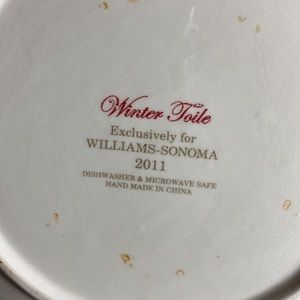 Winter Toile
Exclusively for
WILLIAMS-SONOMA
2011
DISHWASHER & MICROWAVE SAFE
HAND MADE IN CHINA